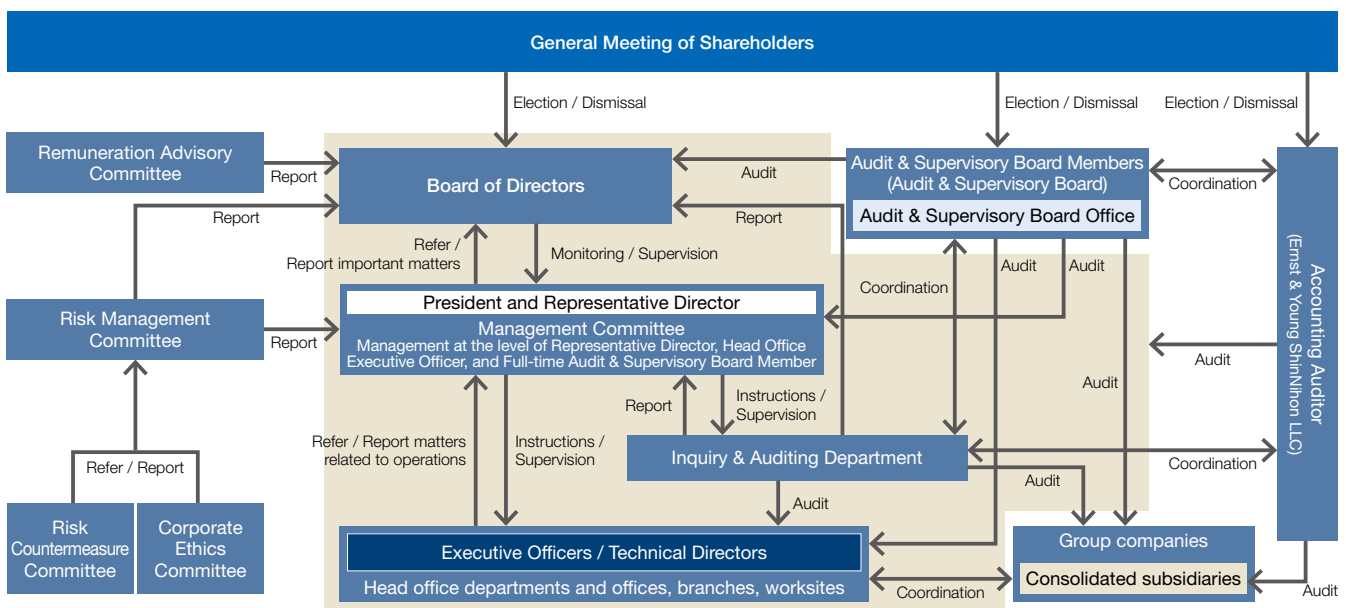 General Meeting of Shareholders
Election / Dismissal
Election / Dismissal
Election / Dismissal
Remuneration Advisory
Committee
Report
Board of Directors
Audit
Audit & Supervisory Board Members
(Audit & Supervisory Board)
Audit & Supervisory Board Office
Coordination
Accounting Auditor
(Ernst & Young ShinNihon LLC)
Report
Report
Refer /
Report important matters
Monitoring / Supervision
Coordination
Audit
Audit
Risk Management
Committee
Report
President and Representative Director
Management Committee
Management at the level of Representative Director, Head Office
Executive Officer, and Full-time Audit & Supervisory Board Member
Audit
Audit
Report
Instructions /
Supervision
Refer / Report matters
related to operations
Instructions /
Supervision
Inquiry & Auditing Department
Coordination
Audit
Audit
Refer / Report
Risk
Countermeasure
Committee
Corporate
Ethics
Committee
Executive Officers / Technical Directors
Head office departments and offices, branches, worksites
Coordination
Group companies
Consolidated subsidiaries
Audit